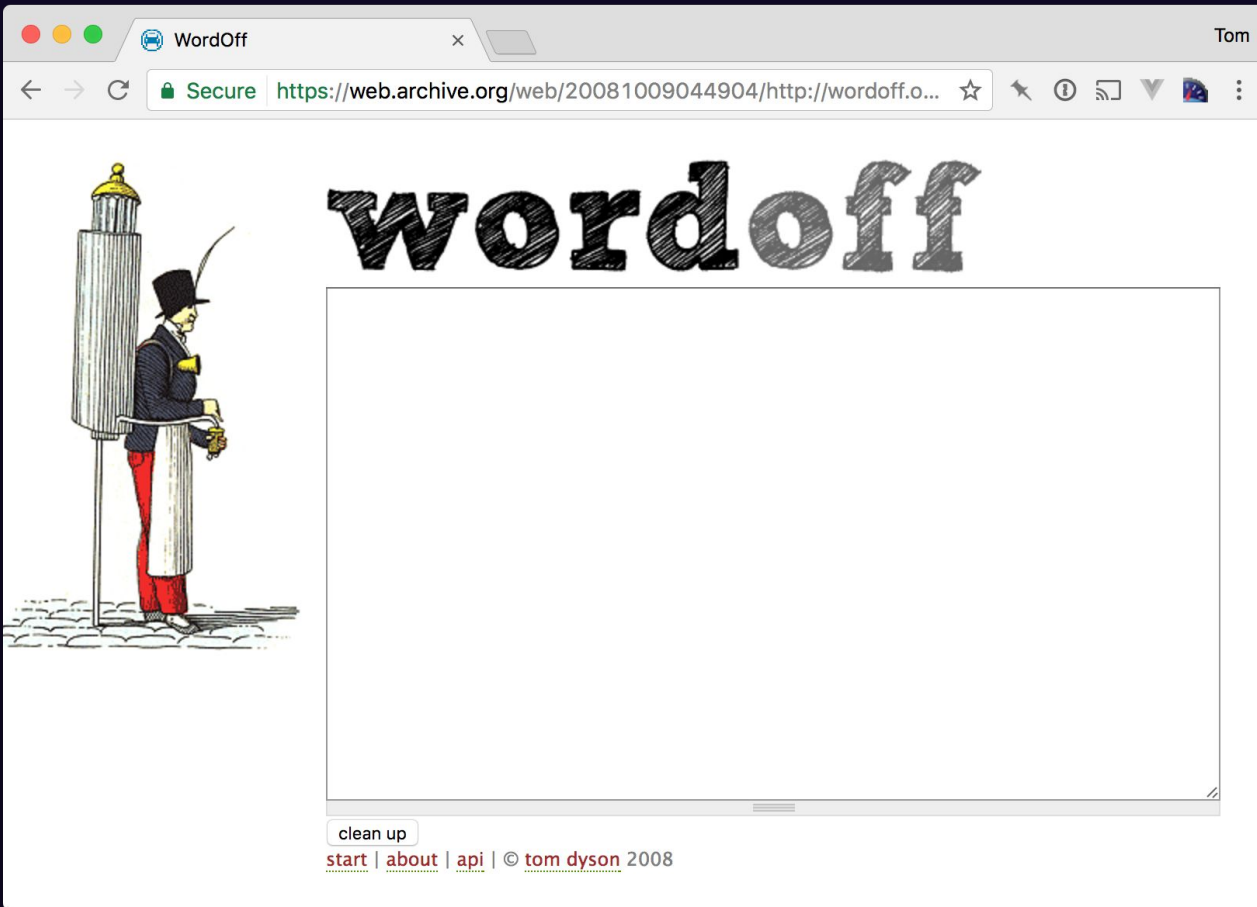 WordOff
Tom
Secure https://web.archive.org/web/20081009044904/http://wordoff.o...
wordoff
clean up
start | about | api | © tom dyson 2008